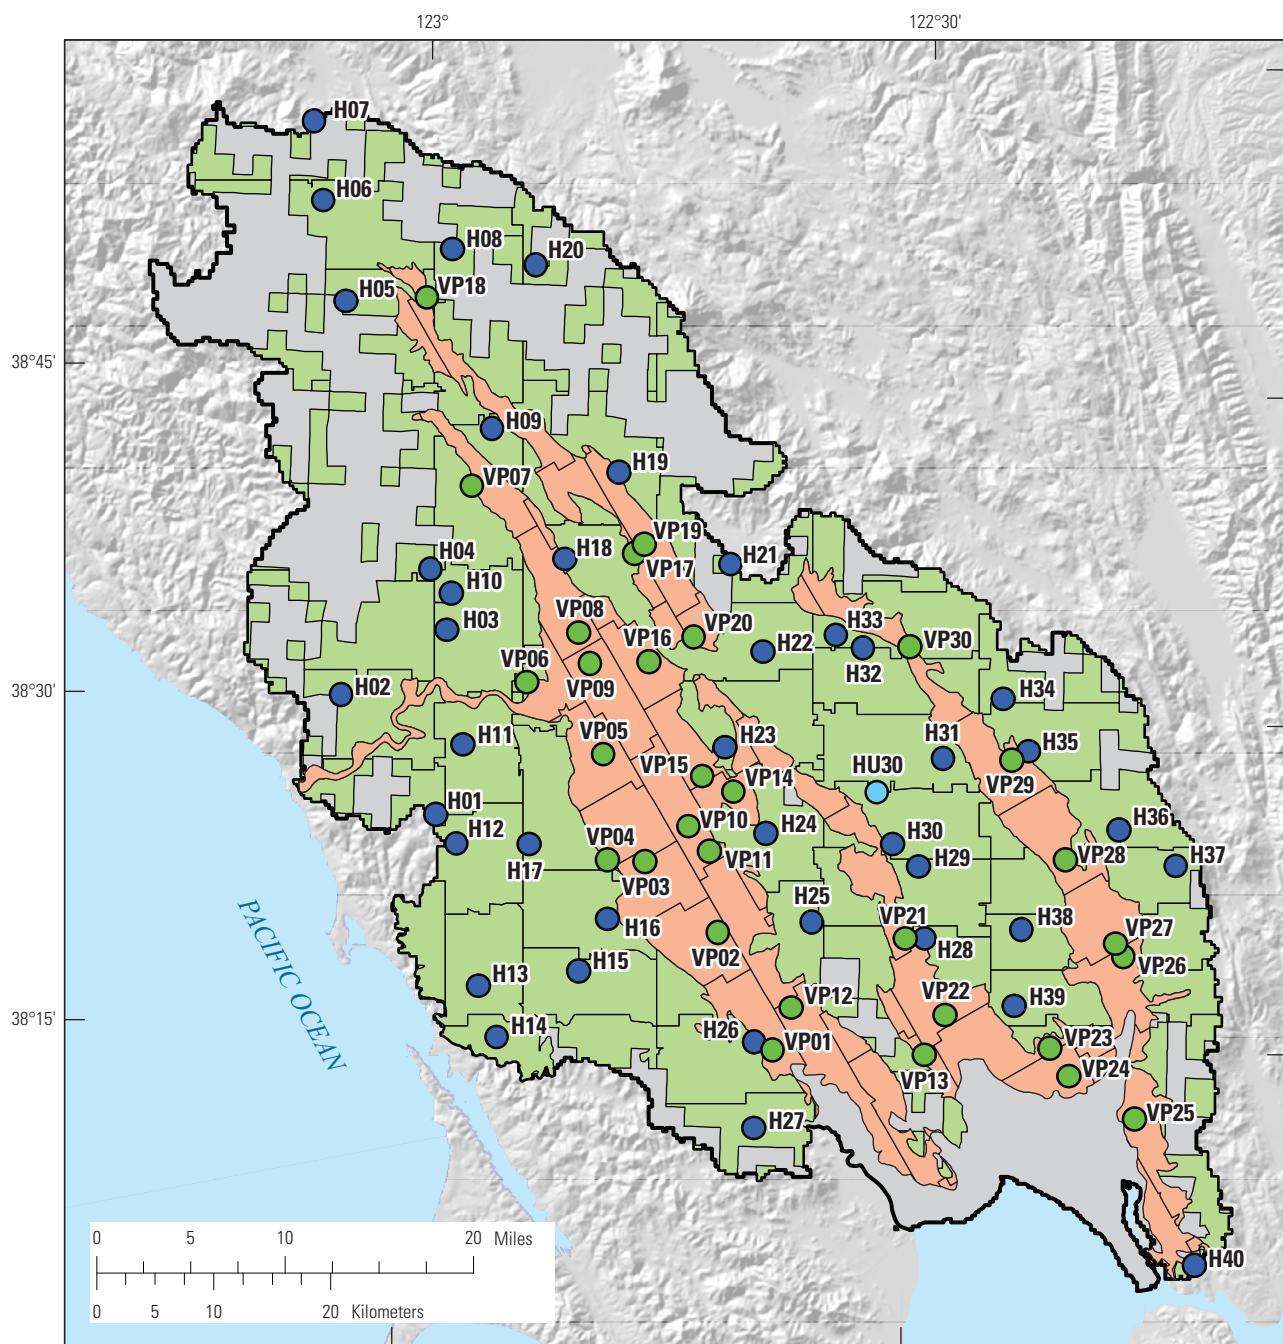 123°
122°30'
H07
H06
H08
H20
VP18
H05
38°45'
H09
H19
VP07
VP19
H04
H18
H21
VP17
H10
VP08
H03
H33
VP20
VP16
VP30
H22
VP06
H32
VP09
38°30'
H02
H34
H11
VP05
H23
H31
H35
VP15
VP14
HU30
VP29
H01
VP10
H24
H36
H12
H30
VP04
VP11
VP28
H17
H29
H37
VP03
H25
VP21
H16
H38
VP27
VP02
H28
VP26
H15
H13
PACIFIC OCEAN
VP12
VP22
H39
38°15'
H14
H26
VP01
VP23
VP13
VP24
VP25
H27
0 5 10 20 Miles
H40
0 5 10 20 Kilometers